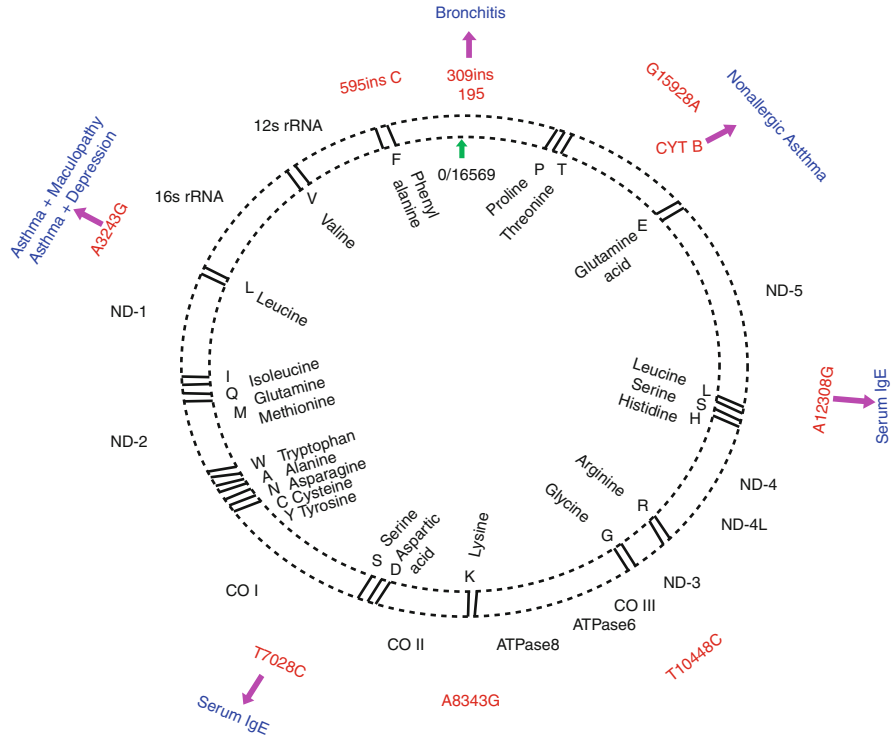 Bronchitis
309ins
195
595ins C
G15928A
CYT B
Nonallergic Astthma
12s rRNA
16s rRNA
0/16569
F
Phenyl
alanine
P
Proline
T
Threonine
V
Valine
E
Glutamine
acid
Asthma + Maculopathy
Asthma + Depression
A3243G
L
Leucine
ND-1
ND-5
I
Isoleucine
Q
Glutamine
M
Methionine
Leucine
L
Serine
S
Histidine
H
A12308G
Serum IgE
ND-2
W
Tryptophan
A
Alanine
N
Asparagine
C
Cysteine
Y
Tyrosine
Arginine
R
Glycine
G
ND-4
ND-4L
ND-3
S
Serine
D
Aspartic
acid
K
Lysine
CO I
CO II
ATPase8
ATPase6
CO III
T7028C
Serum IgE
A8343G
T10448C